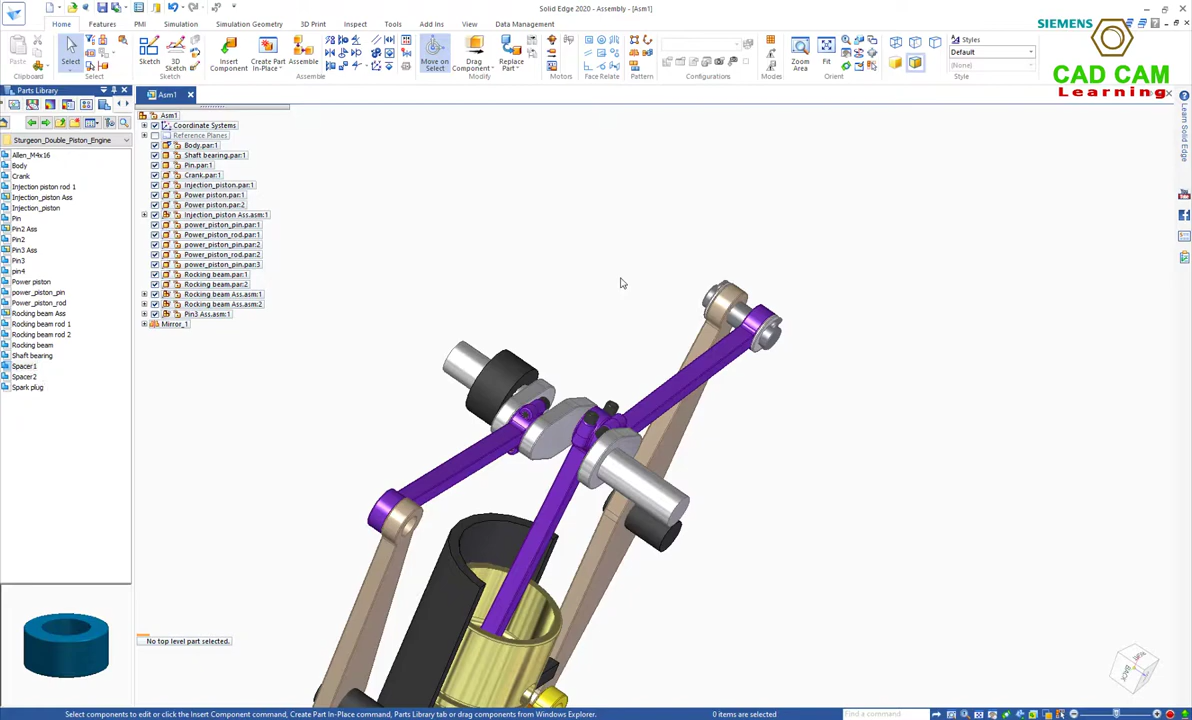 Solid Edge 2020 - Assembly - [Asm1]
Home Features PMI Simulation Simulation Geometry 3D Print Inspect Tools Add Ins View Data Management
SIEMENS
CAD CAM
Learning
Paste
Select
Sketch
3D Sketch
Insert Component
Create Part In-Place
Assemble
Move on Select
Drag Component
Replace Part
Zoom Area
Fit
Styles
Default
(None)
Clipboard Select Sketch Assemble Modify Motors Face Relate Pattern Configurations Modes Orient Style
Parts Library
Asm1
Sturgeon_Double_Piston_Engine
Allen_M4x16
Body
Crank
Injection piston rod 1
Injection_piston Ass
Injection_piston
Pin
Pin2 Ass
Pin2
Pin3 Ass
Pin3
pin4
Power piston
power_piston_pin
Power_piston_rod
Rocking beam Ass
Rocking beam rod 1
Rocking beam rod 2
Rocking beam
Shaft bearing
Spacer1
Spacer2
Spark plug
Asm1
Coordinate Systems
Reference Planes
Body.par:1
Shaft bearing.par:1
Pin.par:1
Crank.par:1
Injection_piston.par:1
Power piston.par:1
Power piston.par:2
Injection_piston Ass.asm:1
power_piston_pin.par:1
Power_piston_rod.par:1
power_piston_pin.par:2
Power_piston_rod.par:2
power_piston_pin.par:3
Rocking beam.par:1
Rocking beam.par:2
Rocking beam Ass.asm:1
Rocking beam Ass.asm:2
Pin3 Ass.asm:1
Mirror_1
Learn Solid Edge
No top level part selected.
BACK
Select components to edit or click the Insert Component command, Create Part In-Place command, Parts Library tab or drag components from Windows Explorer.
0 items are selected
Find a command